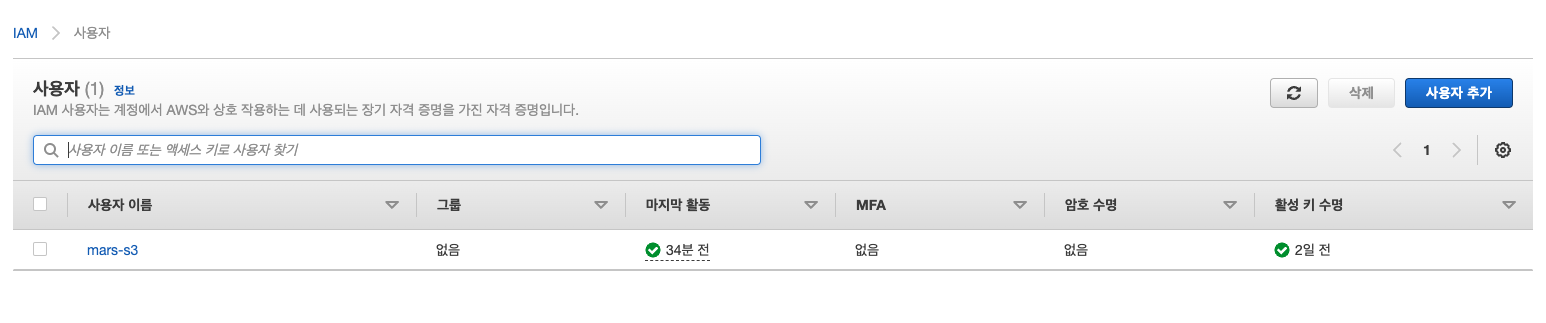 IAM 사용자
사용자 (1) 정보
IAM 사용자는 계정에서 AWS와 상호 작용하는 데 사용되는 장기 자격 증명을 가진 자격 증명입니다.
삭제 사용자 추가
사용자 이름 또는 액세스 키로 사용자 찾기
1
사용자 이름 그룹 마지막 활동 MFA 암호 수명 활성 키 수명
mars-s3 없음 34분 전 없음 없음 2일 전